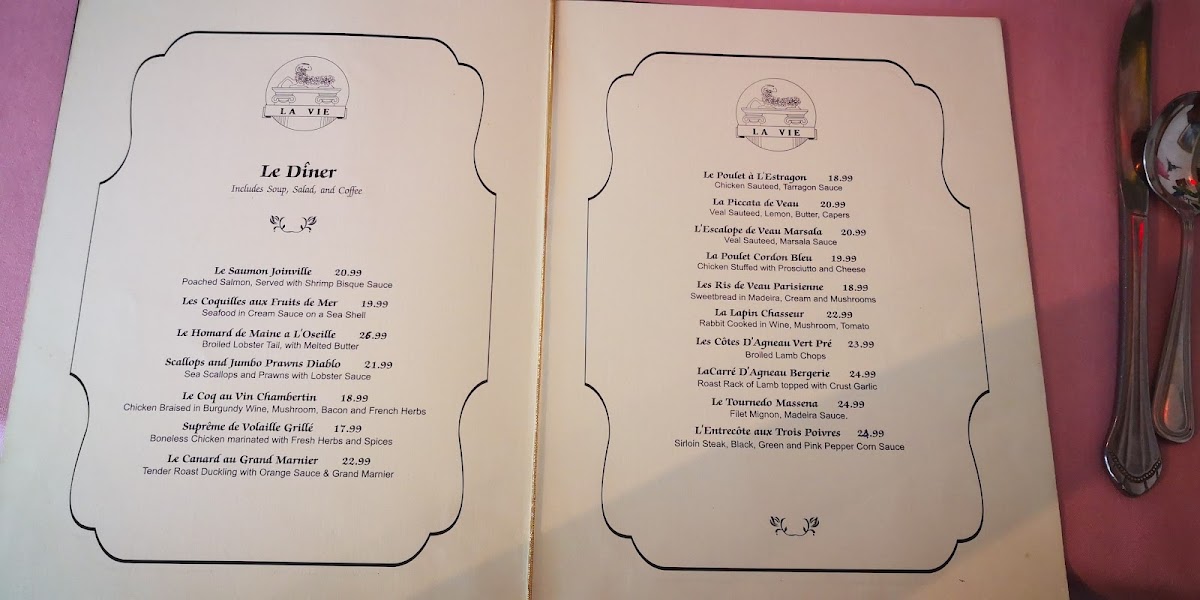 LA VIE
Le Dîner
Includes Soup, Salad, and Coffee
Le Saumon Joinville 20.99
Poached Salmon, Served with Shrimp Bisque Sauce
Les Coquilles aux Fruits de Mer 19.99
Seafood in Cream Sauce on a Sea Shell
Le Homard de Maine a L'Oseille 26.99
Broiled Lobster Tail, with Melted Butter
Scallops and Jumbo Prawns Diablo 21.99
Sea Scallops and Prawns with Lobster Sauce
Le Coq au Vin Chambertin 18.99
Chicken Braised in Burgundy Wine, Mushroom, Bacon and French Herbs
Suprême de Volaille Grillé 17.99
Boneless Chicken marinated with Fresh Herbs and Spices
Le Canard au Grand Marnier 22.99
Tender Roast Duckling with Orange Sauce & Grand Marnier
LA VIE
Le Poulet à L'Estragon 18.99
Chicken Sauteed, Tarragon Sauce
La Piccata de Veau 20.99
Veal Sauteed, Lemon, Butter, Capers
L'Escalope de Veau Marsala 20.99
Veal Sauteed, Marsala Sauce
La Poulet Cordon Bleu 19.99
Chicken Stuffed with Prosciutto and Cheese
Les Ris de Veau Parisienne 18.99
Sweetbread in Madeira, Cream and Mushrooms
La Lapin Chasseur 22.99
Rabbit Cooked in Wine, Mushroom, Tomato
Les Côtes D'Agneau Vert Pré 23.99
Broiled Lamb Chops
LaCarré D'Agneau Bergerie 24.99
Roast Rack of Lamb topped with Crust Garlic
Le Tournedo Massena 24.99
Filet Mignon, Madeira Sauce.
L'Entrecôte aux Trois Poivres 24.99
Sirloin Steak, Black, Green and Pink Pepper Corn Sauce